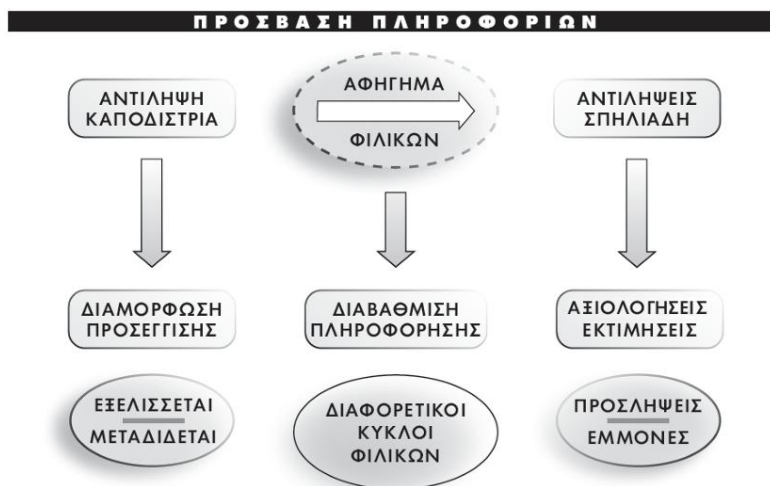 ΠΡΟΣΒΑΣΗ ΠΛΗΡΟΦΟΡΙΩΝ
ΑΝΤΙΛΗΨΗ
ΚΑΠΟΔΙΣΤΡΙΑ
ΑΦΗΓΗΜΑ
ΦΙΛΙΚΩΝ
ΑΝΤΙΛΗΨΕΙΣ
ΣΠΗΛΙΑΔΗ
ΔΙΑΜΟΡΦΩΣΗ
ΠΡΟΣΕΓΓΙΣΗΣ
ΔΙΑΒΑΘΜΙΣΗ
ΠΛΗΡΟΦΟΡΗΣΗΣ
ΑΞΙΟΛΟΓΗΣΕΙΣ
ΕΚΤΙΜΗΣΕΙΣ
ΕΞΕΛΙΣΣΕΤΑΙ
ΜΕΤΑΔΙΔΕΤΑΙ
ΔΙΑΦΟΡΕΤΙΚΟΙ
ΚΥΚΛΟΙ
ΦΙΛΙΚΩΝ
ΠΡΟΣΛΗΨΕΙΣ
ΕΜΜΟΝΕΣ